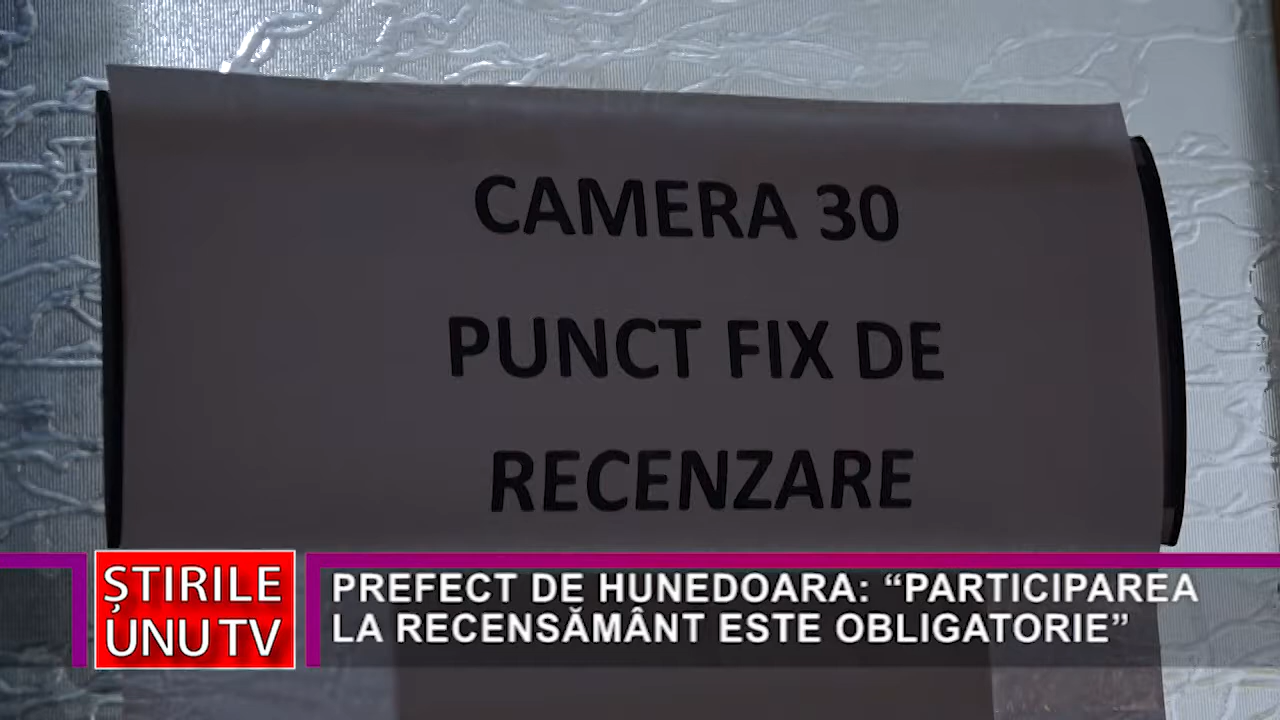 CAMERA 30
PUNCT FIX DE
RECENZARE
ȘTIRILE
UNU TV
PREFECT DE HUNEDOARA: “PARTICIPAREA
LA RECENSĂMÂNT ESTE OBLIGATORIE”